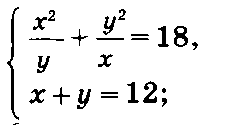 x²/y + y²/x = 18,
x + y = 12;